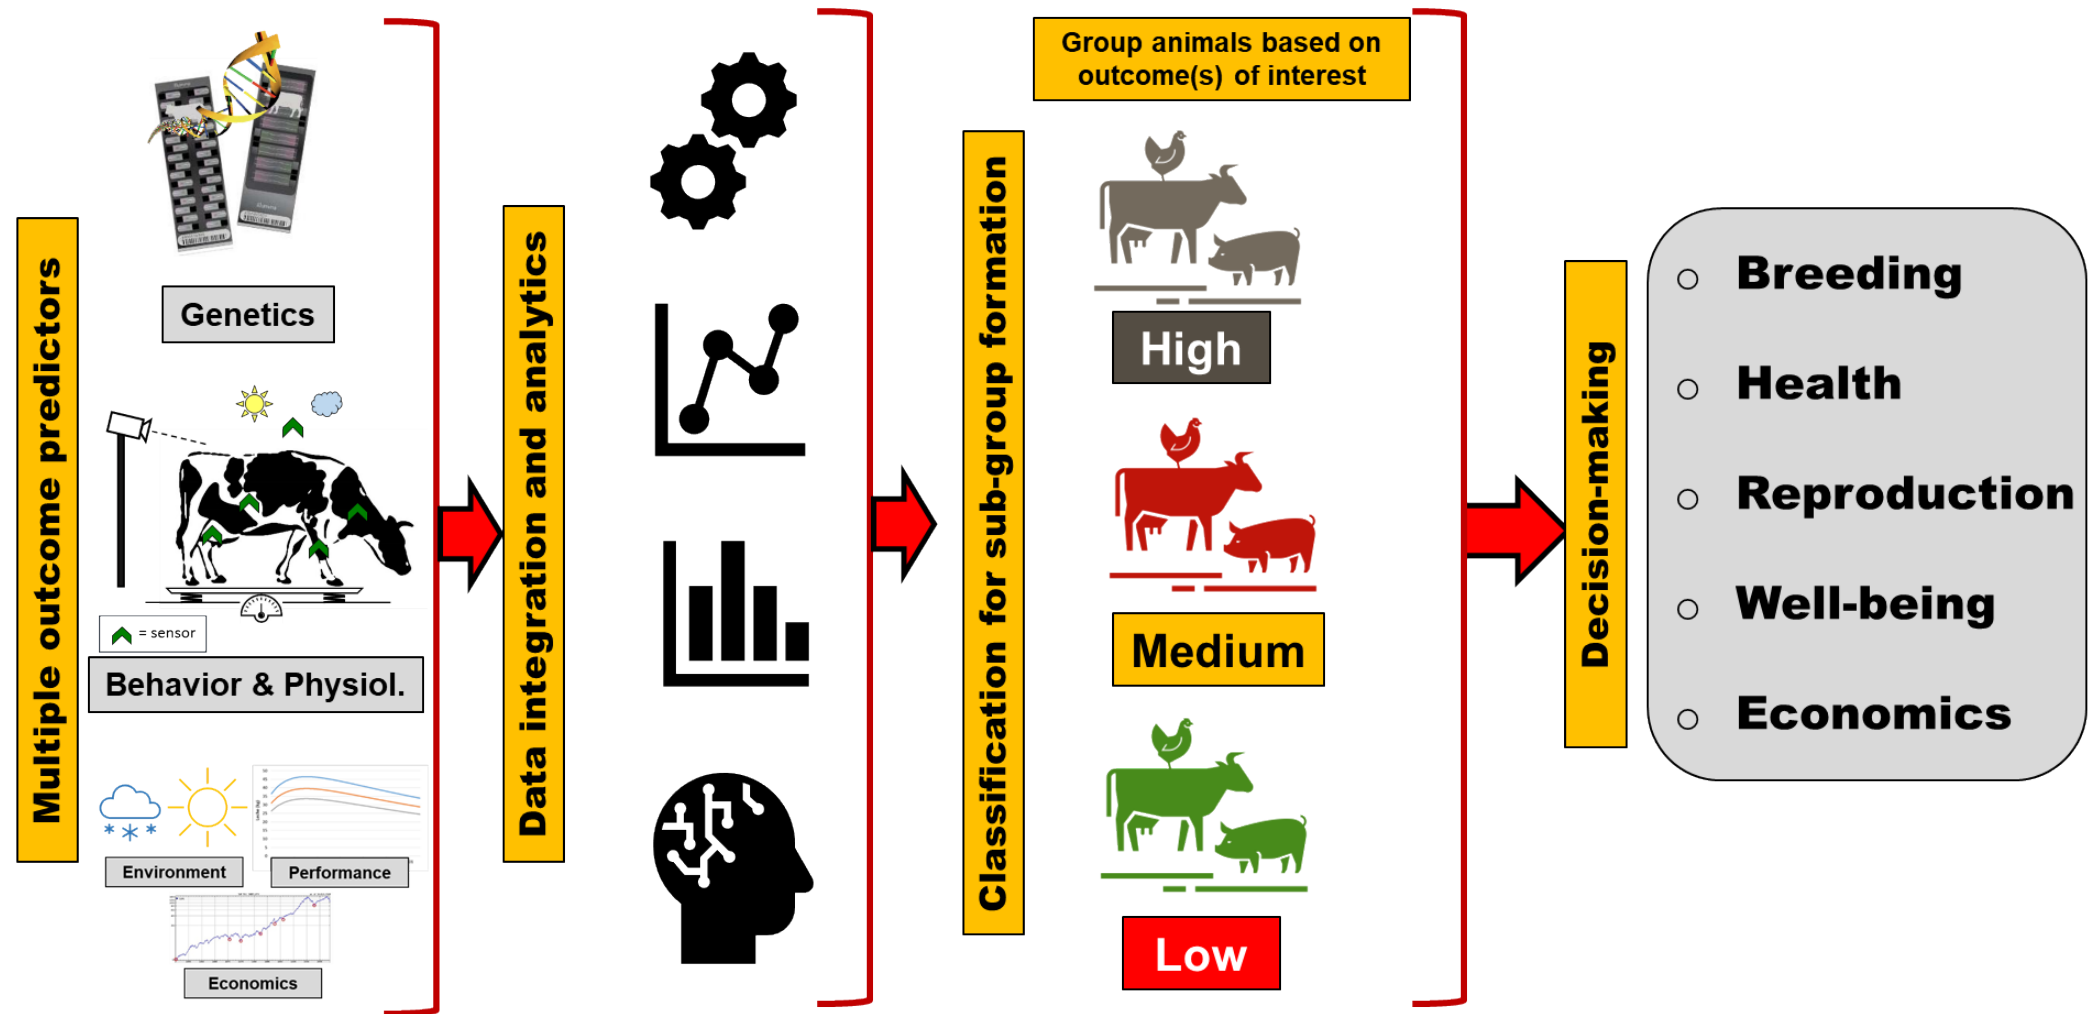 Multiple outcome predictors
Genetics
= sensor
Behavior & Physiol.
Environment
Performance
Economics
Data integration and analytics
Classification for sub-group formation
Group animals based on
outcome(s) of interest
High
Medium
Low
Decision-making
○ Breeding
○ Health
○ Reproduction
○ Well-being
○ Economics